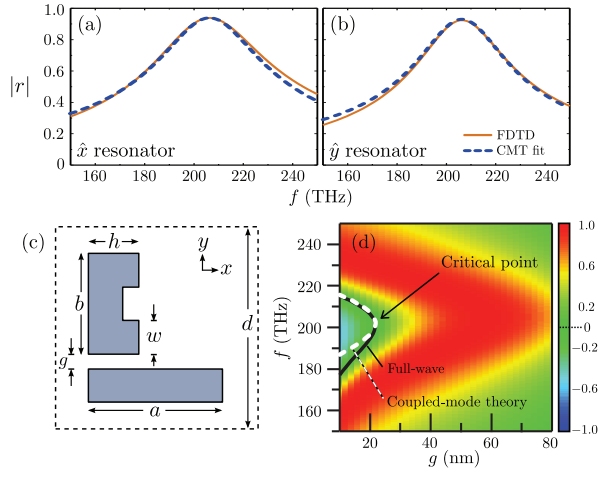 1.0
0.8
0.6
0.4
0.2
0
|r|
(a)
x̂ resonator
160 180 200 220 240
(b)
ŷ resonator
FDTD
CMT fit
160 180 200 220 240
f (THz)
(c)
h
y
x
b
w
d
g
a
(d)
Critical point
Full-wave
Coupled-mode theory
240
220
200
180
160
f (THz)
20 40 60 80
g (nm)
1.0
0.6
0.2
0
−0.2
−0.6
−1.0